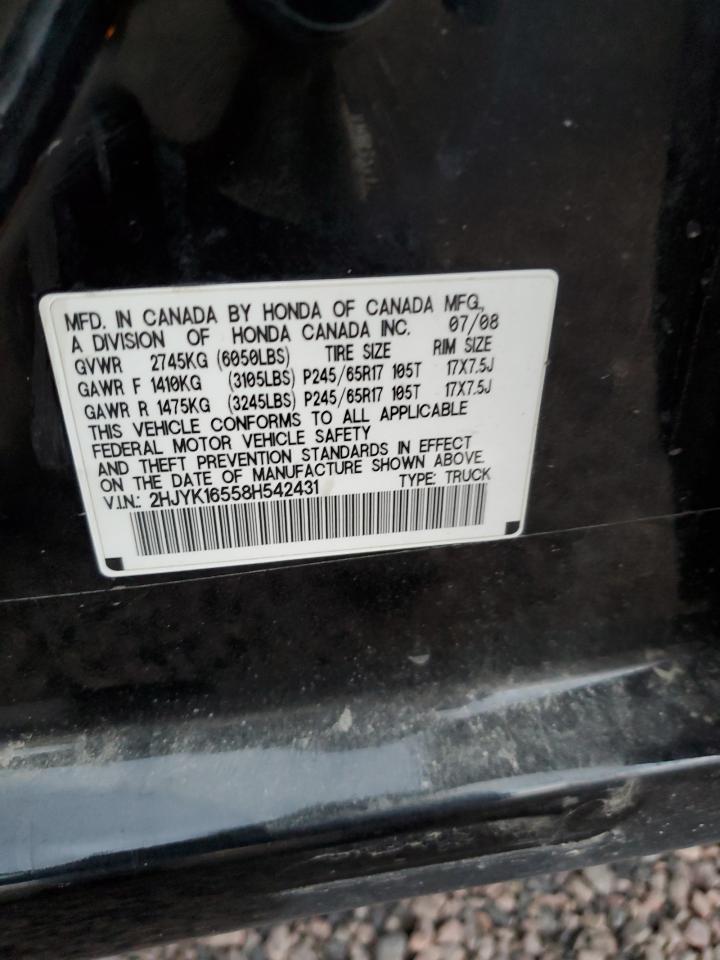 MFD. IN CANADA BY HONDA OF CANADA MFG.,
A DIVISION OF HONDA CANADA INC. 07/08
GVWR 2745KG (6050LBS) TIRE SIZE RIM SIZE
GAWR F 1410KG (3105LBS) P245/65R17 105T 17X7.5J
GAWR R 1475KG (3245LBS) P245/65R17 105T 17X7.5J
THIS VEHICLE CONFORMS TO ALL APPLICABLE
FEDERAL MOTOR VEHICLE SAFETY
AND THEFT PREVENTION STANDARDS IN EFFECT
ON THE DATE OF MANUFACTURE SHOWN ABOVE.
V.I.N.: 2HJYK16558H542431 TYPE: TRUCK